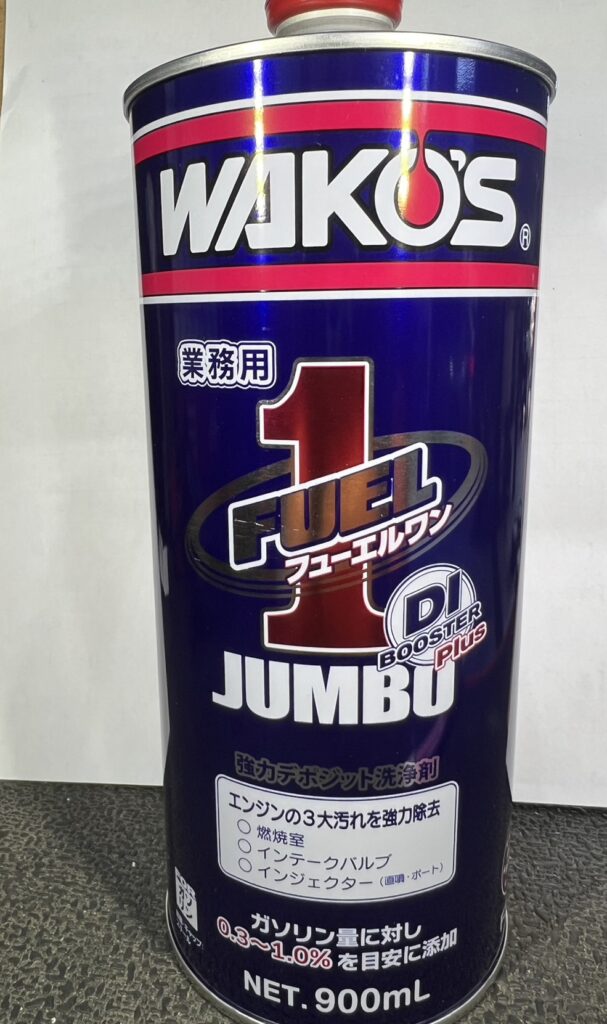 WAKO'S®
業務用
1
FUEL
フューエルワン
DI
BOOSTER
Plus
JUMBO
強力デポジット洗浄剤
エンジンの3大汚れを強力除去
○ 燃焼室
○ インテークバルブ
○ インジェクター（直噴・ポート）
ガソリン量に対し
0.3〜1.0% を目安に添加
NET. 900mL